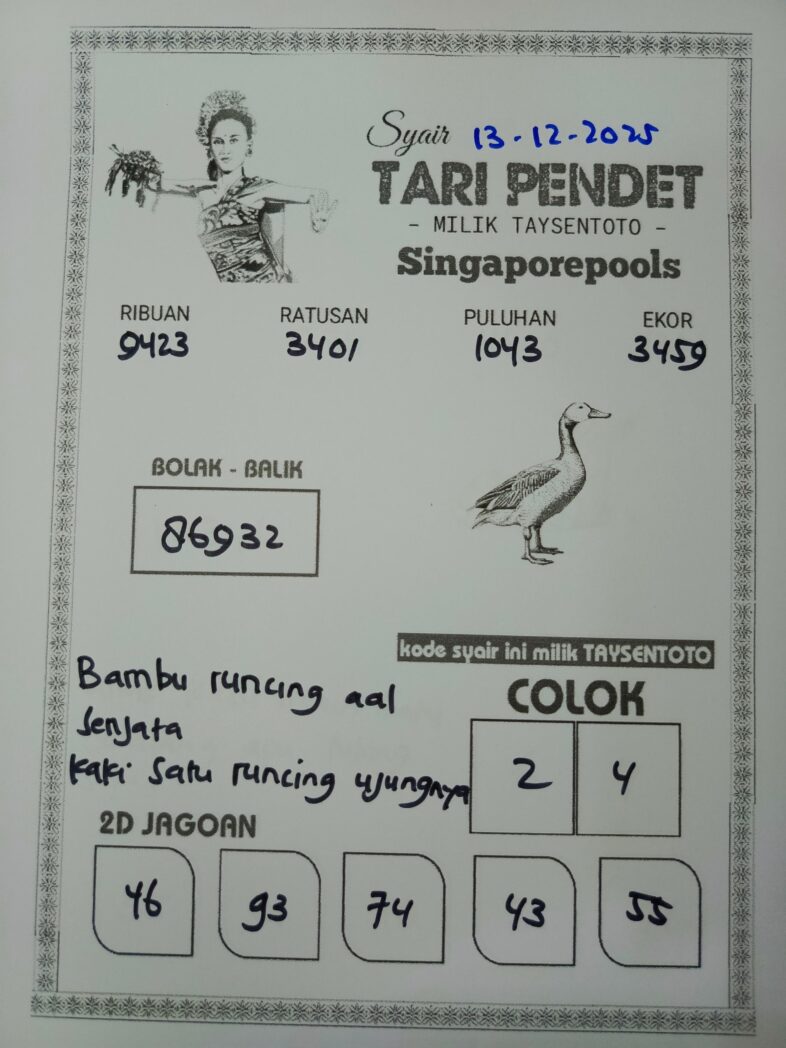 Syair 13-12-2025
TARI PENDET
- MILIK TAYSENTOTO -
Singaporepools
RIBUAN RATUSAN PULUHAN EKOR
9423 3401 1043 3459
BOLAK - BALIK
86932
kode syair ini milik TAYSENTOTO
Bambu runcing aal
senjata
kaki satu runcing ujungnya
COLOK
2 4
2D JAGOAN
46 93 74 43 55